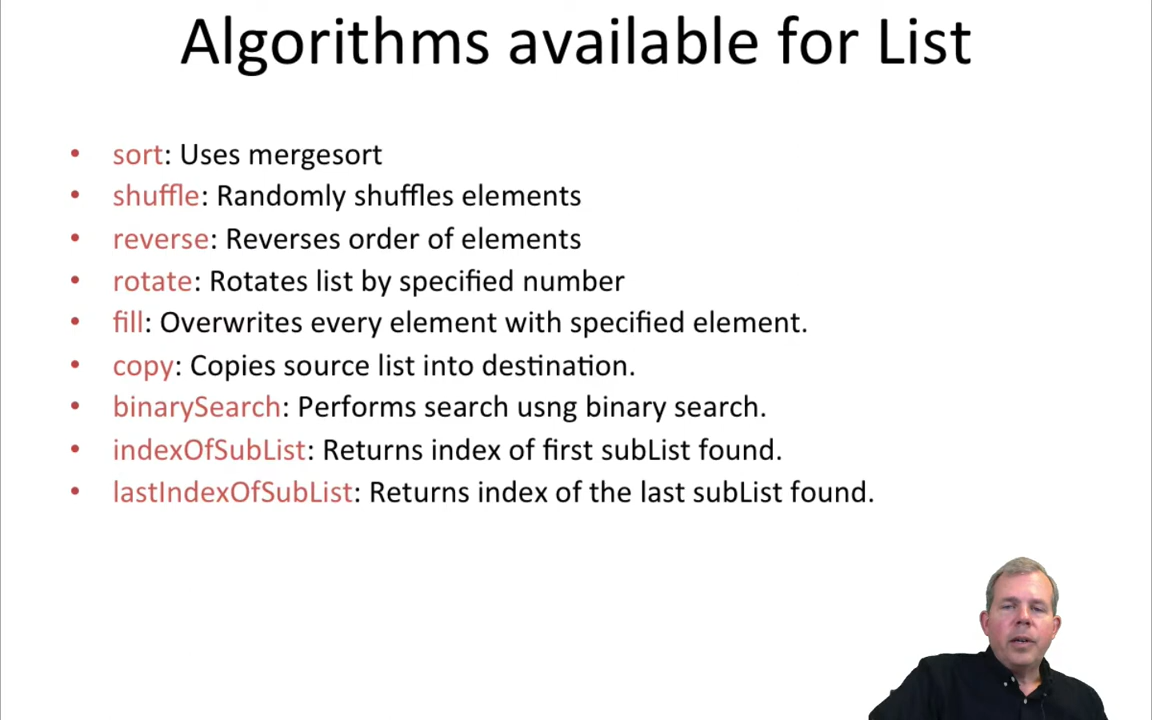 Algorithms available for List
• sort: Uses mergesort
• shuffle: Randomly shuffles elements
• reverse: Reverses order of elements
• rotate: Rotates list by specified number
• fill: Overwrites every element with specified element.
• copy: Copies source list into destination.
• binarySearch: Performs search usng binary search.
• indexOfSubList: Returns index of first subList found.
• lastIndexOfSubList: Returns index of the last subList found.